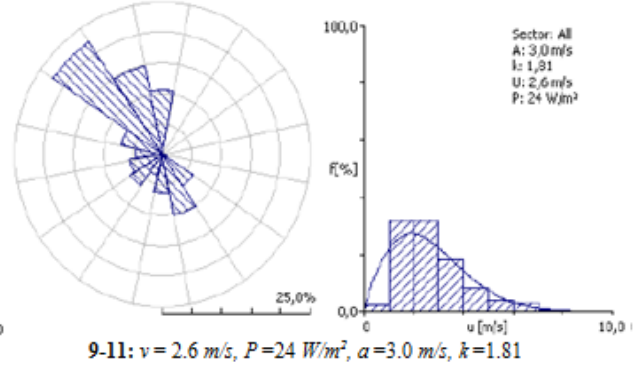 100,0
Sector: All
A: 3,0 m/s
k: 1,81
U: 2,6 m/s
P: 24 W/m²
f[%]
25,0%
0,0
0
u [m/s]
10,0
9-11: v = 2.6 m/s, P =24 W/m², a =3.0 m/s, k =1.81